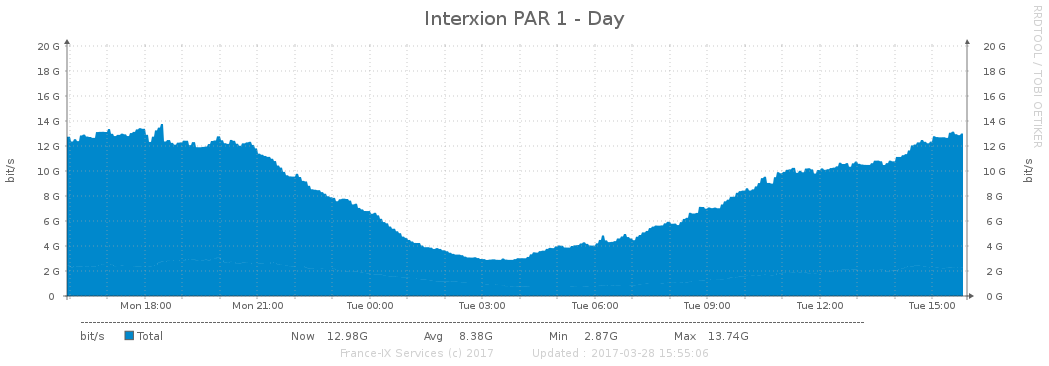 Interxion PAR 1 - Day
RRDTOOL / TOBI OETIKER
bit/s
20 G 20 G
18 G 18 G
16 G 16 G
14 G 14 G
12 G 12 G
10 G 10 G
8 G 8 G
6 G 6 G
4 G 4 G
2 G 2 G
0 0 G
bit/s
Mon 18:00 Mon 21:00 Tue 00:00 Tue 03:00 Tue 06:00 Tue 09:00 Tue 12:00 Tue 15:00
bit/s Total Now 12.98G Avg 8.38G Min 2.87G Max 13.74G
France-IX Services (c) 2017 Updated : 2017-03-28 15:55:06